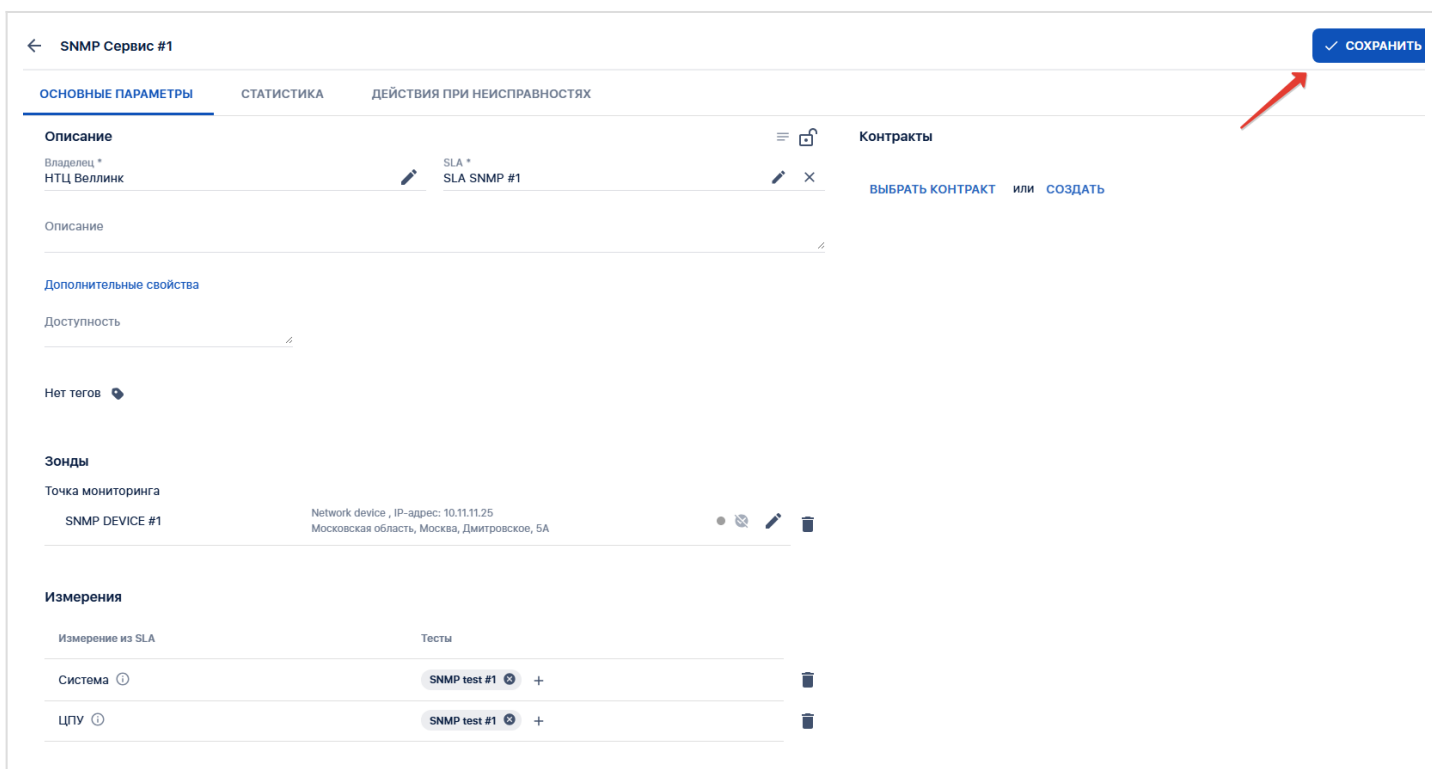 SNMP Сервис #1
СОХРАНИТЬ
ОСНОВНЫЕ ПАРАМЕТРЫ СТАТИСТИКА ДЕЙСТВИЯ ПРИ НЕИСПРАВНОСТЯХ
Описание
Контракты
Владелец * SLA *
НТЦ Веллинк SLA SNMP #1
ВЫБРАТЬ КОНТРАКТ или СОЗДАТЬ
Описание
Дополнительные свойства
Доступность
Нет тегов
Зонды
Точка мониторинга
SNMP DEVICE #1
Network device , IP-адрес: 10.11.11.25
Московская область, Москва, Дмитровское, 5А
Измерения
Измерение из SLA Тесты
Система SNMP test #1
ЦПУ SNMP test #1